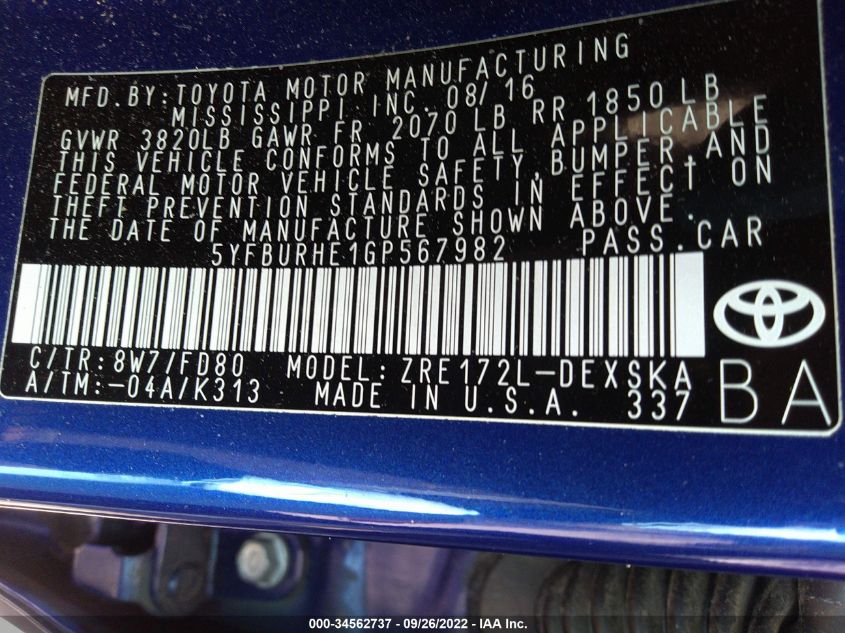 MFD.BY:TOYOTA MOTOR MANUFACTURING
MISSISSIPPI INC. 08/16
GVWR 3820LB GAWR FR 2070 LB RR 1850 LB
THIS VEHICLE CONFORMS TO ALL APPLICABLE
FEDERAL MOTOR VEHICLE SAFETY,BUMPER,AND
THEFT PREVENTION STANDARDS IN EFFECT ON
THE DATE OF MANUFACTURE SHOWN ABOVE.
5YFBURHE1GP567982 PASS.CAR
C/TR:8W7/FD80 MODEL:ZRE172L-DEXSKA
A/TM:-04A/K313 MADE IN U.S.A. 337 BA
000-34562737 - 09/26/2022 - IAA Inc.